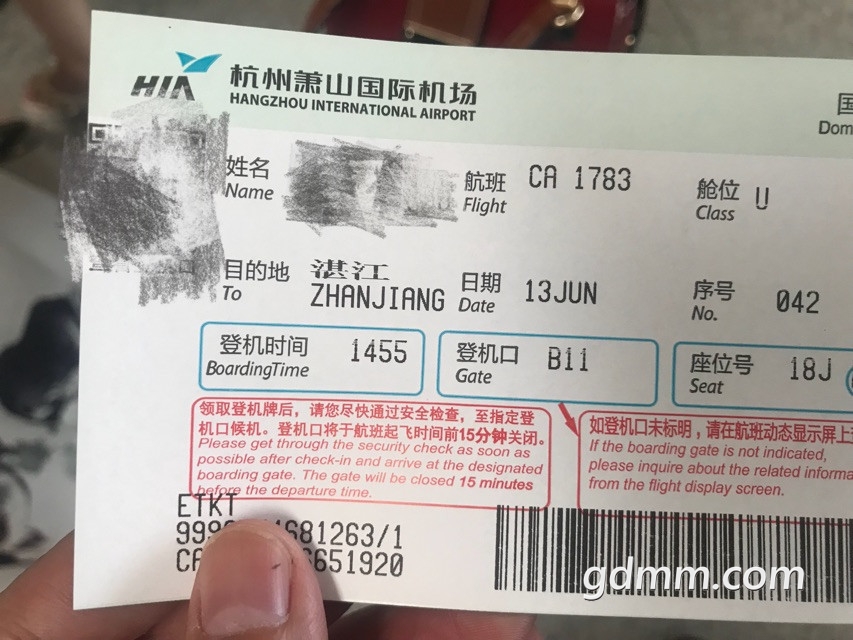 HIA 杭州萧山国际机场
HANGZHOU INTERNATIONAL AIRPORT
国
Dom
姓名
Name
航班 CA 1783
Flight
舱位 U
Class
目的地 湛江
To ZHANJIANG
日期 13JUN
Date
序号 042
No.
登机时间 1455
BoardingTime
登机口 B11
Gate
座位号 18J
Seat
领取登机牌后，请您尽快通过安全检查，至指定登
机口候机。登机口将于航班起飞时间前15分钟关闭。
Please get through the security check as soon as
possible after check-in and arrive at the designated
boarding gate. The gate will be closed 15 minutes
before the departure time.
如登机口未标明，请在航班动态显示屏上
If the boarding gate is not indicated,
please inquire about the related informa
from the flight display screen.
ETKT
999 1681263/1
CA 6651920
gdmm.com